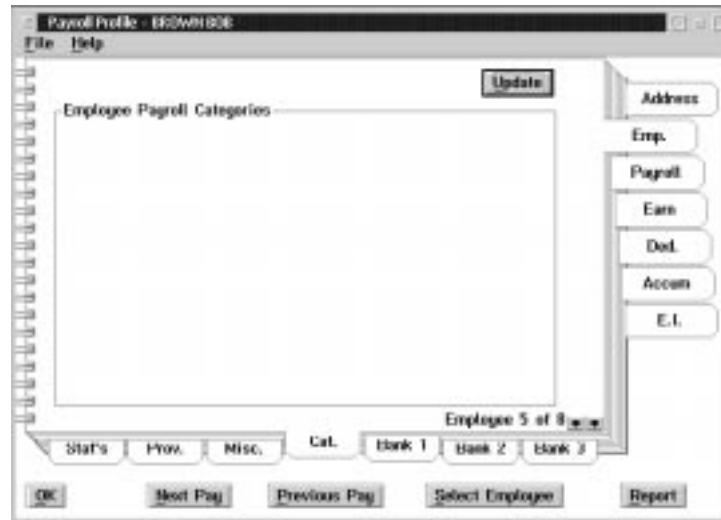 Payroll Profile - BROWN BOB
File Help
Update
Employee Payroll Categories
Address
Emp.
Payroll
Earn
Ded.
Accum
E.I.
Employee 5 of 8
Stat's Prov. Misc. Cat. Bank 1 Bank 2 Bank 3
OK Next Pay Previous Pay Select Employee Report